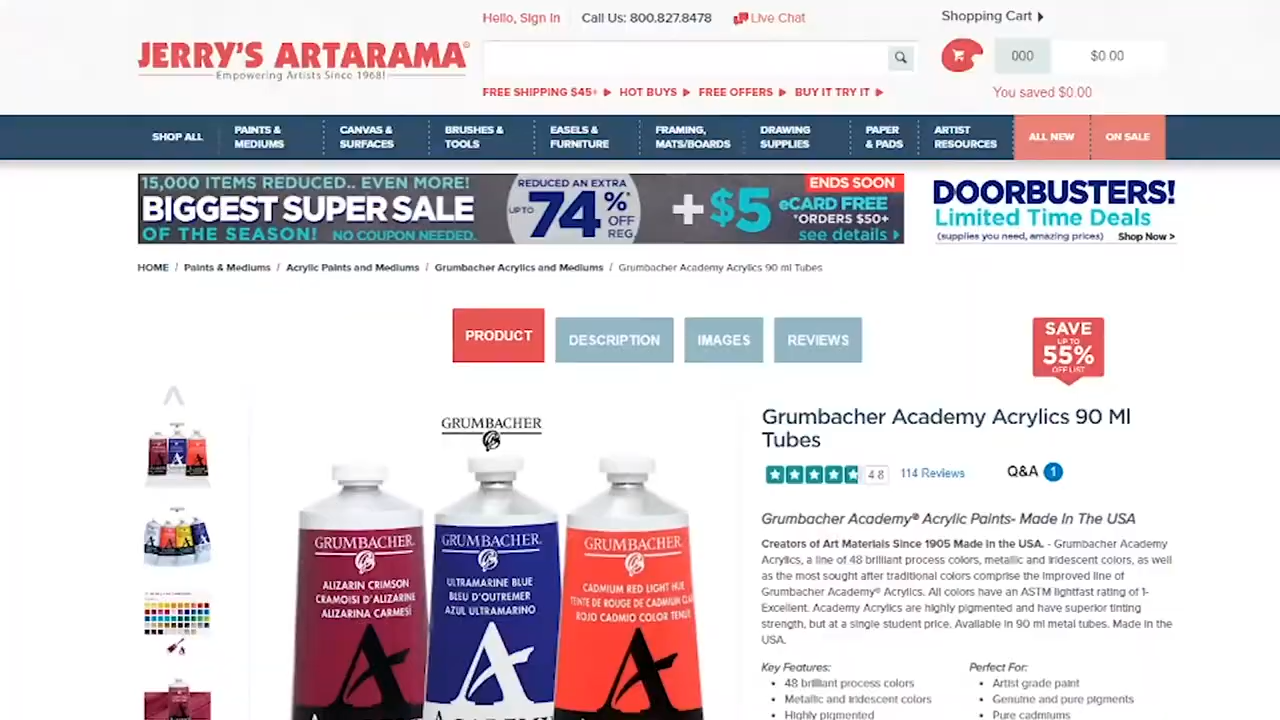 Hello, Sign In
Call Us: 800.827.8478
Live Chat
Shopping Cart
JERRY'S ARTARAMA®
Empowering Artists Since 1968!
000
$0.00
You saved $0.00
FREE SHIPPING $45+
HOT BUYS
FREE OFFERS
BUY IT TRY IT
SHOP ALL
PAINTS &
MEDIUMS
CANVAS &
SURFACES
BRUSHES &
TOOLS
EASELS &
FURNITURE
FRAMING,
MATS/BOARDS
DRAWING
SUPPLIES
PAPER
& PADS
ARTIST
RESOURCES
ALL NEW
ON SALE
15,000 ITEMS REDUCED.. EVEN MORE!
BIGGEST SUPER SALE
OF THE SEASON! NO COUPON NEEDED.
REDUCED AN EXTRA
UP TO 74%*
OFF
REG.
+ $5
ENDS SOON
eCARD FREE
*ORDERS $50+
see details
DOORBUSTERS!
Limited Time Deals
(supplies you need, amazing prices) Shop Now >
HOME / Paints & Mediums / Acrylic Paints and Mediums / Grumbacher Acrylics and Mediums / Grumbacher Academy Acrylics 90 ml Tubes
PRODUCT
DESCRIPTION
IMAGES
REVIEWS
SAVE
UP TO
55%
OFF LIST
GRUMBACHER
GRUMBACHER.
ALIZARIN CRIMSON
CRAMOISI D'ALIZARINE
ALIZARINA CARMESÍ
GRUMBACHER.
ULTRAMARINE BLUE
BLEU D'OUTREMER
AZUL ULTRAMARINO
GRUMBACHER.
CADMIUM RED LIGHT HUE
TEINTE DE ROUGE DE CADMIUM
ROJO CADMIO COLOR TENUE
Grumbacher Academy Acrylics 90 Ml
Tubes
4.8
114 Reviews
Q&A 1
Grumbacher Academy® Acrylic Paints- Made In The USA
Creators of Art Materials Since 1905 Made in the USA. - Grumbacher Academy
Acrylics, a line of 48 brilliant process colors, metallic and iridescent colors, as well
as the most sought after traditional colors comprise the improved line of
Grumbacher Academy® Acrylics. All colors have an ASTM lightfast rating of 1-
Excellent. Academy Acrylics are highly pigmented and have superior tinting
strength, but at a single student price. Available in 90 ml metal tubes. Made in the
USA.
Key Features:
48 brilliant process colors
Metallic and iridescent colors
Highly pigmented
Perfect For:
Artist grade paint
Genuine and pure pigments
Pure cadmiums